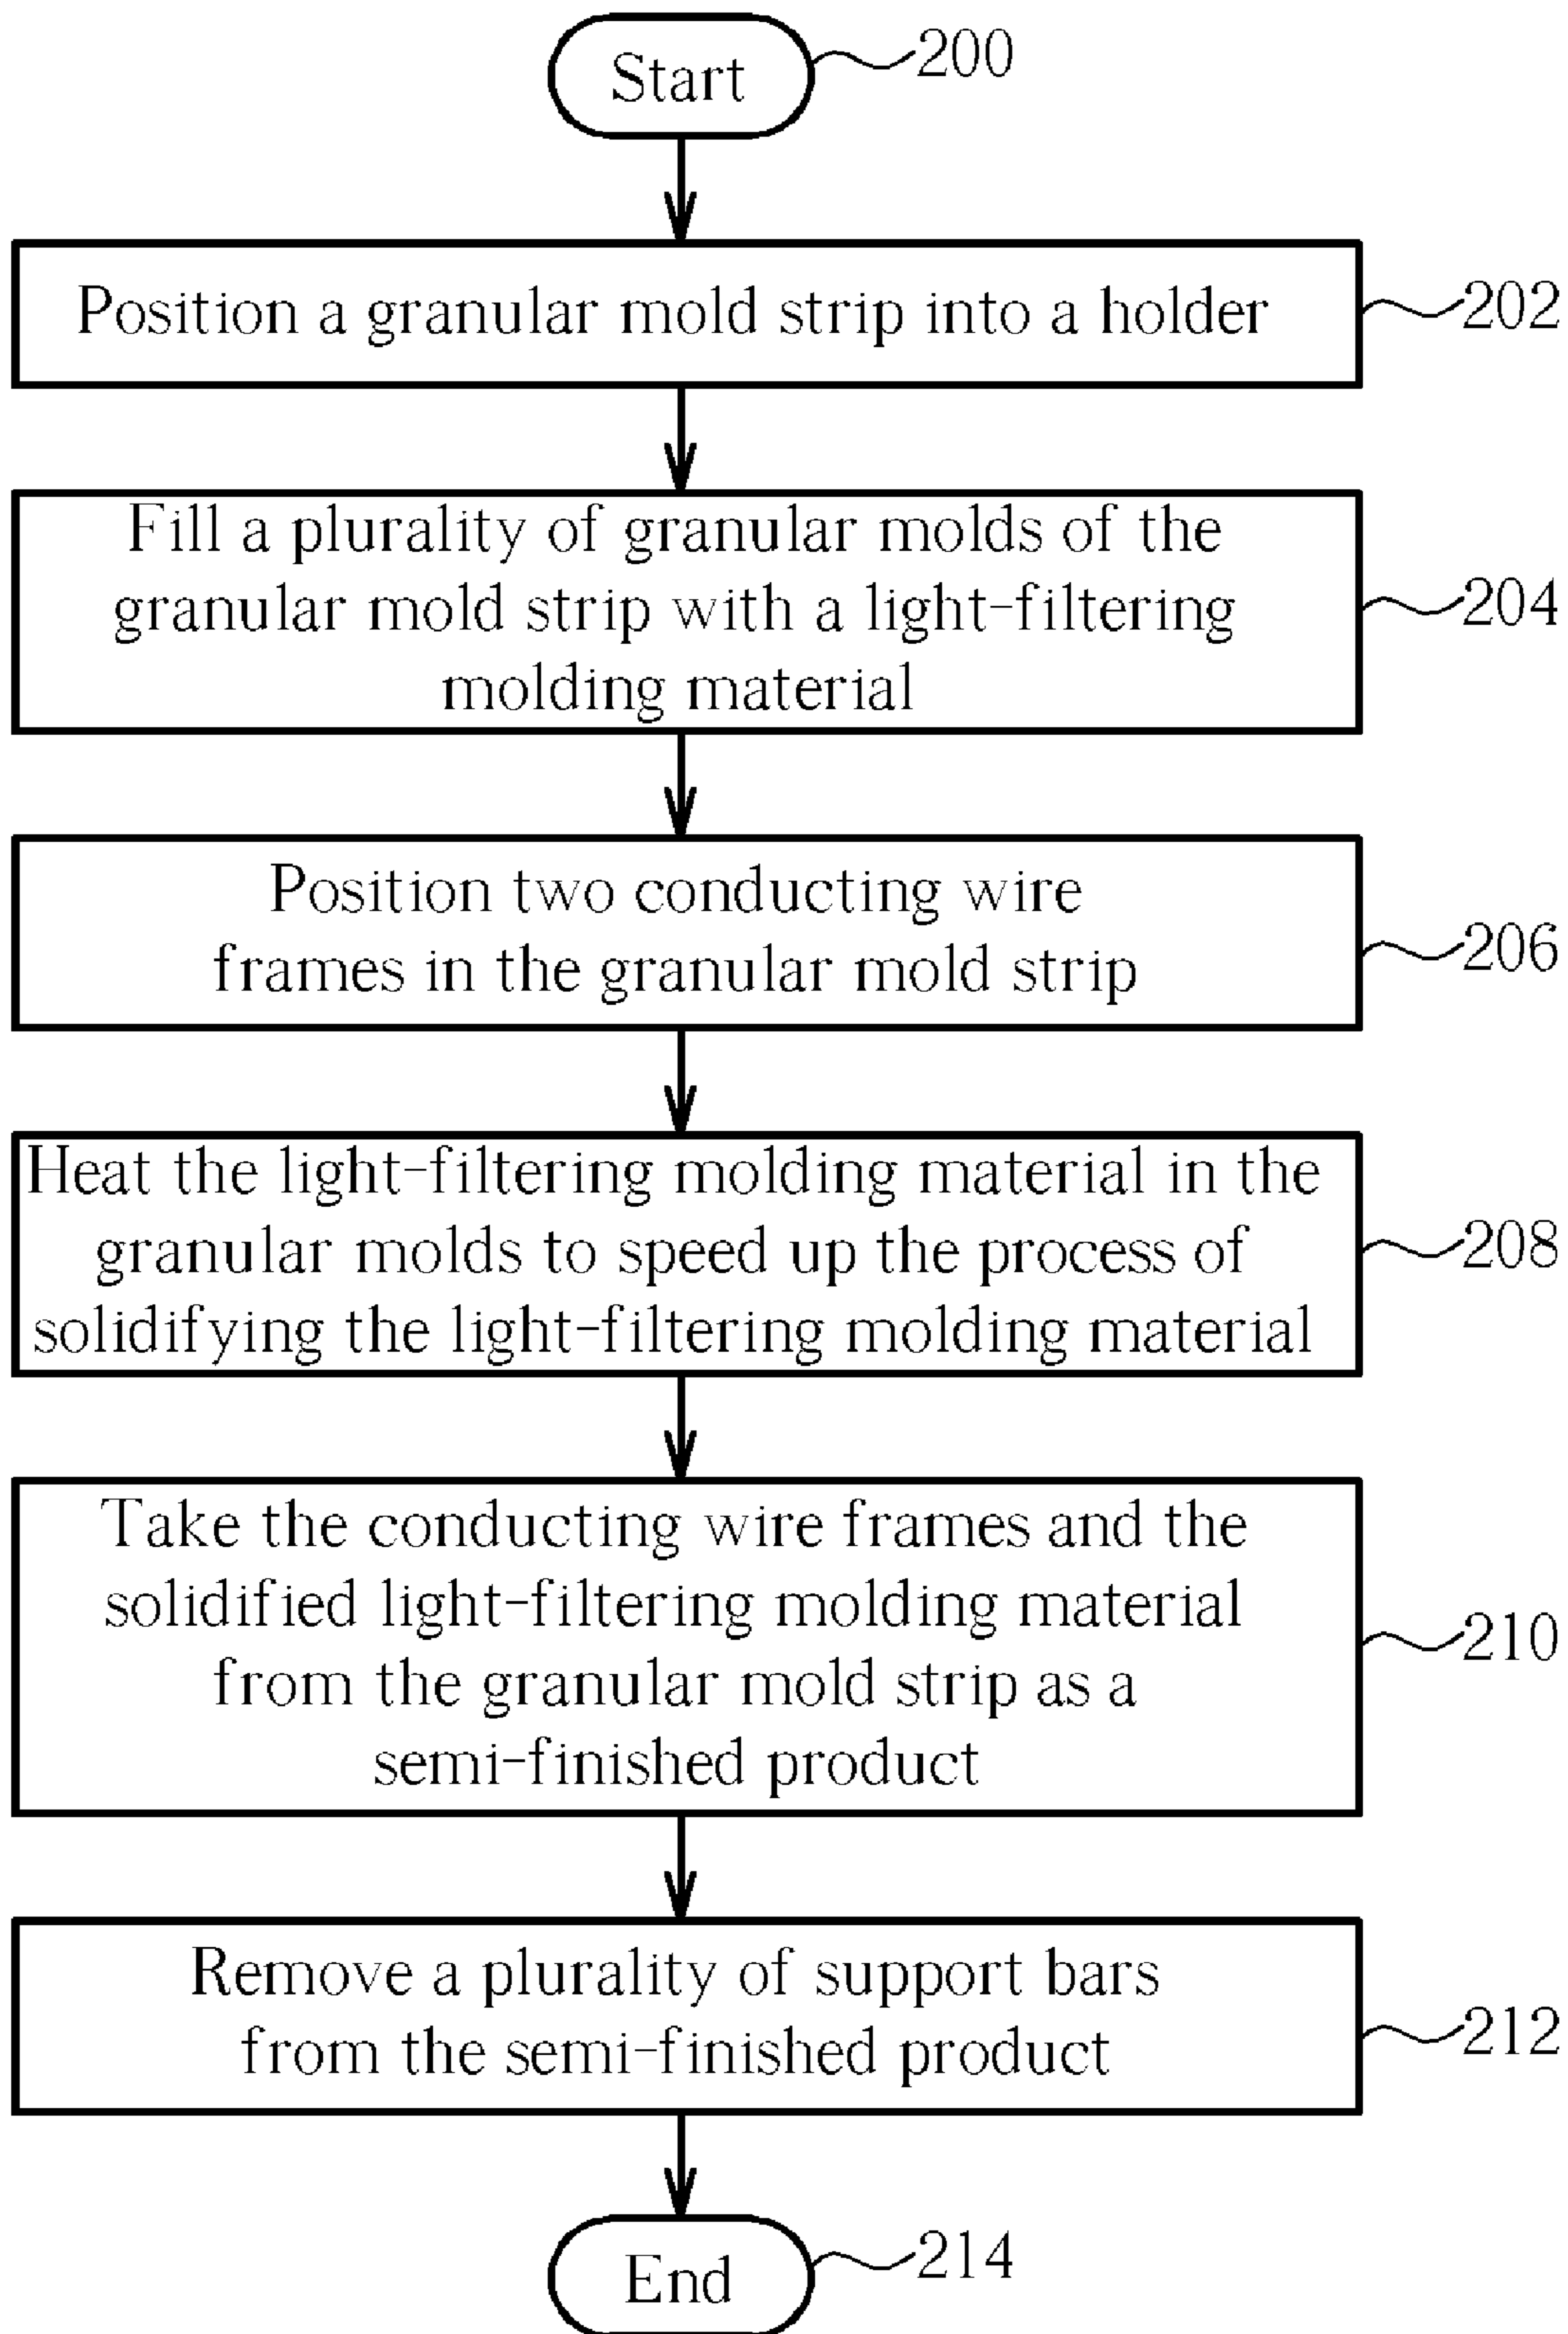 Start
200
Position a granular mold strip into a holder
202
Fill a plurality of granular molds of the
granular mold strip with a light-filtering
molding material
204
Position two conducting wire
frames in the granular mold strip
206
Heat the light-filtering molding material in the
granular molds to speed up the process of
solidifying the light-filtering molding material
208
Take the conducting wire frames and the
solidified light-filtering molding material
from the granular mold strip as a
semi-finished product
210
Remove a plurality of support bars
from the semi-finished product
212
End
214